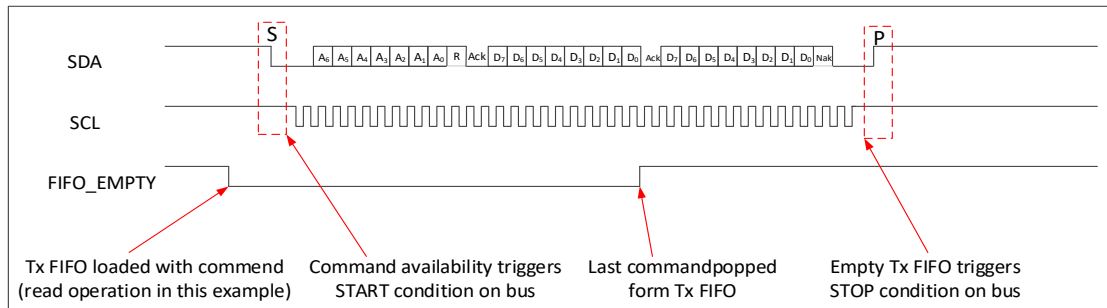 S
P
SDA
A6 A5 A4 A3 A2 A1 A0 R Ack D7 D6 D5 D4 D3 D2 D1 D0 Ack D7 D6 D5 D4 D3 D2 D1 D0 Nak
SCL
FIFO_EMPTY
Tx FIFO loaded with commend
(read operation in this example)
Command availability triggers
START condition on bus
Last commandpopped
form Tx FIFO
Empty Tx FIFO triggers
STOP condition on bus